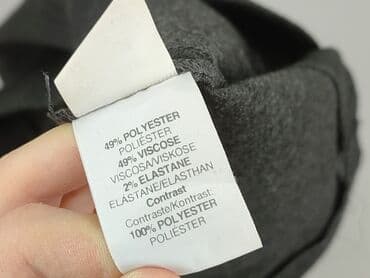 49% POLYESTER
POLIÉSTER
49% VISCOSE
VISCOSA/VISKOSE
2% ELASTANE
ELASTANE/ELASTHAN
Contrast
Contraste/Kontrast:
100% POLYESTER
POLIÉSTER